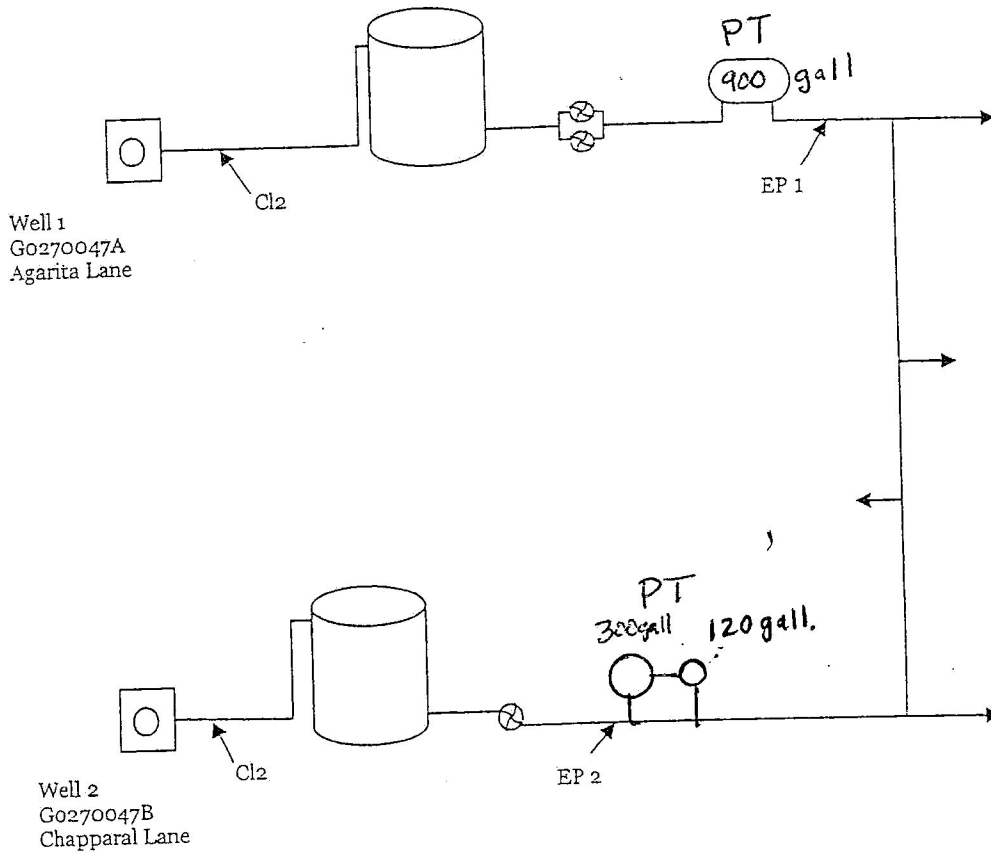 PT
900 gall
EP 1
Cl2
Well 1
G0270047A
Agarita Lane
PT
300gall 120 gall.
Cl2
EP 2
Well 2
G0270047B
Chapparal Lane